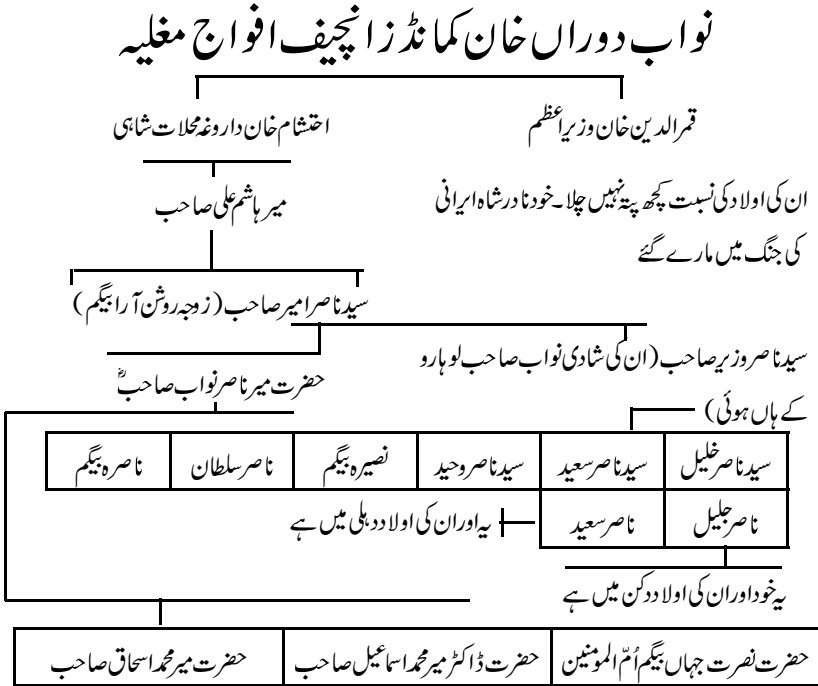 نواب دوراں خان کمانڈر انچیف افواج مغلیہ
قمر الدین خان وزیر اعظم
احتشام خان داروغہ محلات شاہی
ان کی اولاد کی نسبت کچھ پتہ نہیں چلا۔ خود نادر شاہ ایرانی
کی جنگ میں مارے گئے
میر ہاشم علی صاحب
سید ناصر امیر صاحب (زوجہ روشن آرا بیگم)
سید ناصر وزیر صاحب (ان کی شادی نواب صاحب لوہارو
کے ہاں ہوئی)
حضرت میر ناصر نواب صاحبؓ
سید ناصر خلیل
سید ناصر سعید
سید ناصر وحید
نصیرہ بیگم
ناصر سلطان
ناصرہ بیگم
ناصر جلیل
ناصر سعید
یہ اور ان کی اولاد دہلی میں ہے
یہ خود اور ان کی اولاد دکن میں ہے
حضرت نصرت جہاں بیگم اُمّ المومنین
حضرت ڈاکٹر میر محمد اسماعیل صاحب
حضرت میر محمد اسحاق صاحب